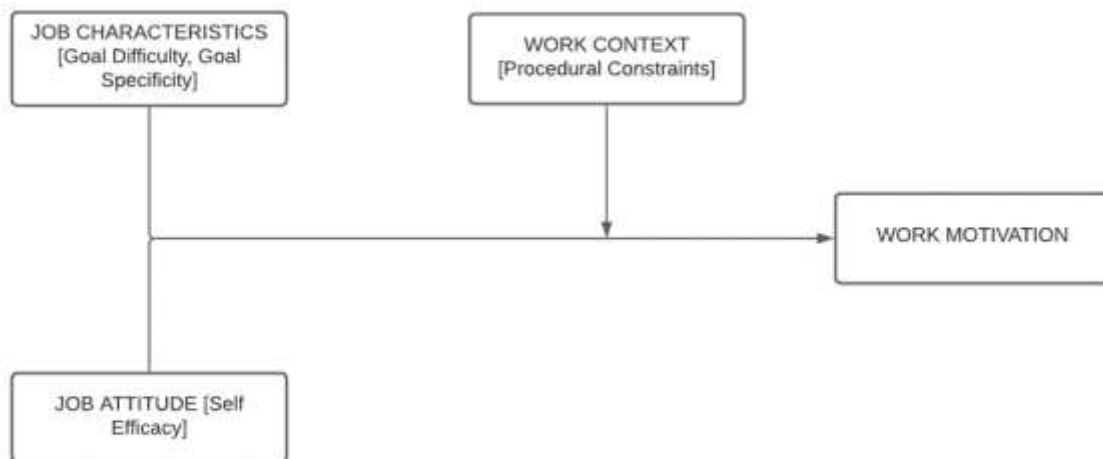 JOB CHARACTERISTICS
[Goal Difficulty, Goal
Specificity]
WORK CONTEXT
[Procedural Constraints]
WORK MOTIVATION
JOB ATTITUDE [Self
Efficacy]